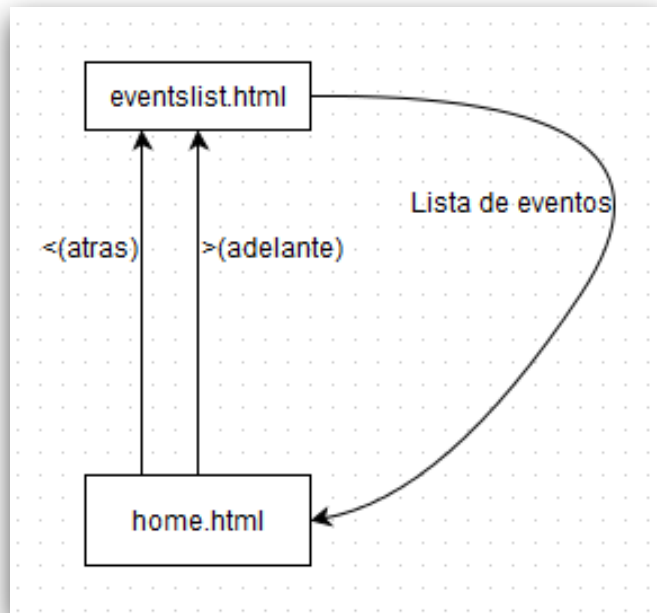 eventslist.html
Lista de eventos
<(atras)
>(adelante)
home.html